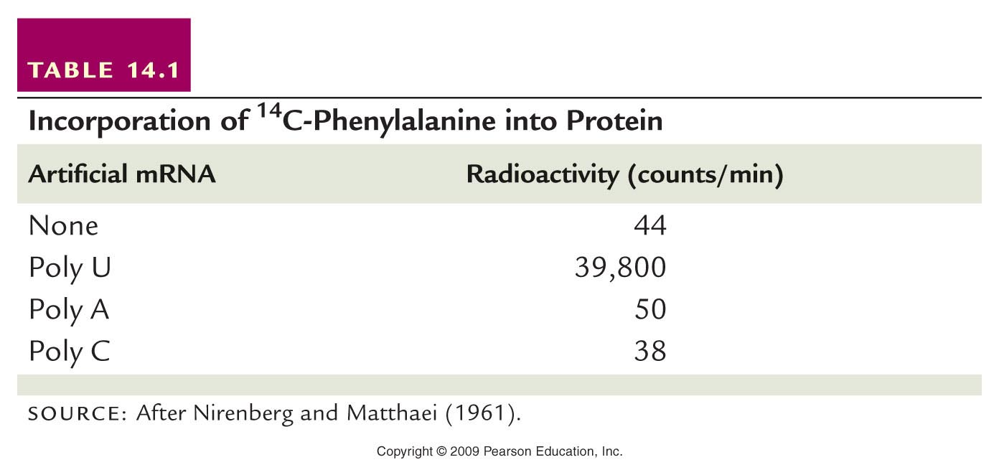 TABLE 14.1
Incorporation of ¹⁴C-Phenylalanine into Protein
Artificial mRNA Radioactivity (counts/min)
None 44
Poly U 39,800
Poly A 50
Poly C 38
SOURCE: After Nirenberg and Matthaei (1961).
Copyright © 2009 Pearson Education, Inc.